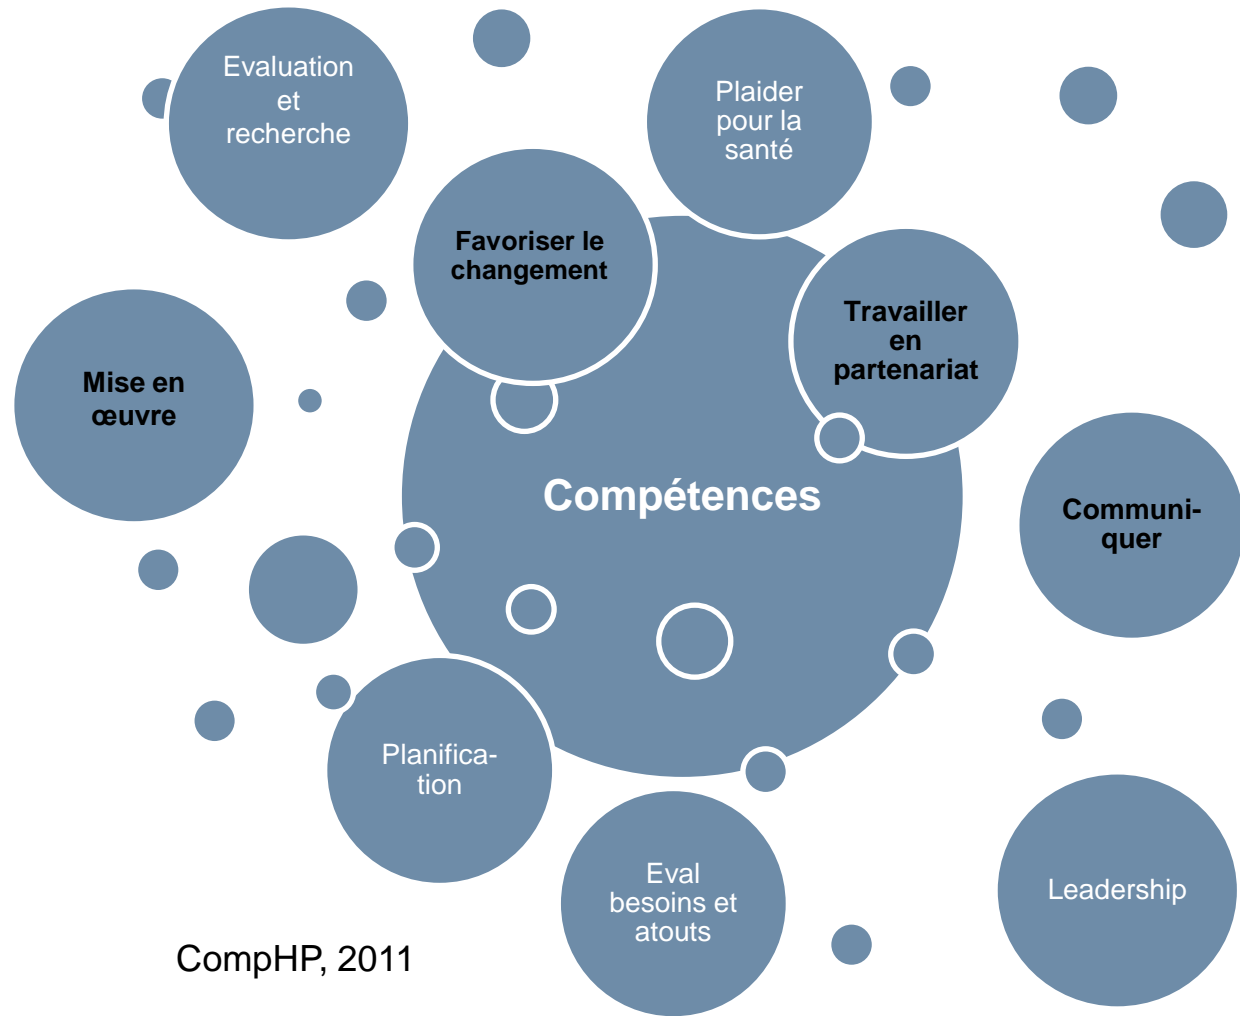 Evaluation
et
recherche
Plaider
pour la
santé
Favoriser le
changement
Travailler
en
partenariat
Mise en
œuvre
Compétences
Communi-
quer
Planifica-
tion
Eval
besoins et
atouts
Leadership
CompHP, 2011